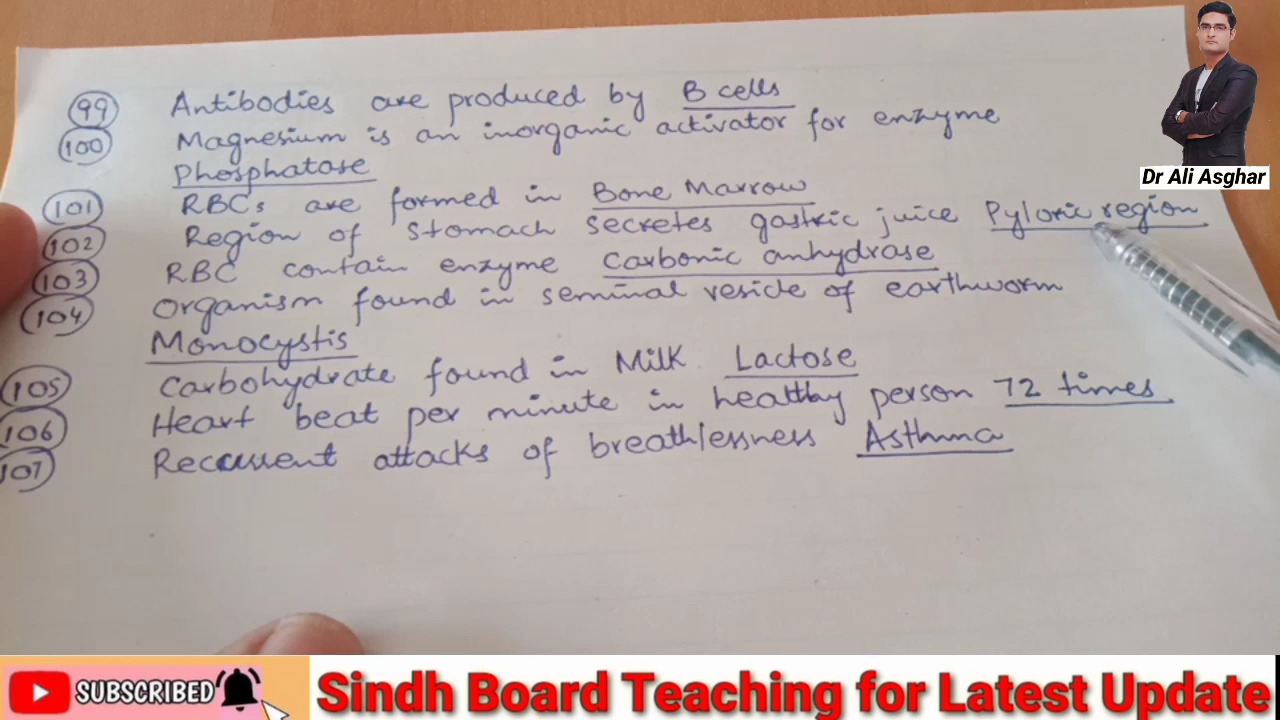 Dr Ali Asghar
99 Antibodies are produced by B cells
100 Magnesium is an inorganic activator for enzyme
Phosphatase
101 RBCs are formed in Bone Marrow
102 Region of stomach secretes gastric juice Pyloric region
103 RBC contain enzyme Carbonic anhydrase
104 Organism found in seminal vesicle of earthworm
Monocystis
105 Carbohydrate found in Milk Lactose
106 Heart beat per minute in healthy person 72 times
107 Recurrent attacks of breathlessness Asthma
SUBSCRIBED
Sindh Board Teaching for Latest Update